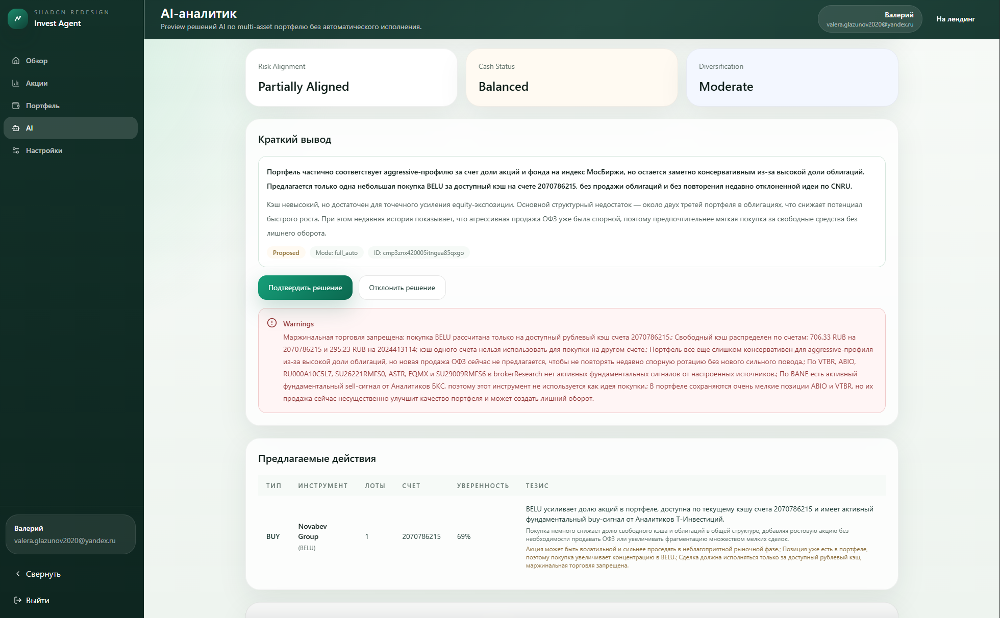 SHADCN REDESIGN
Invest Agent
Обзор
Акции
Портфель
AI
Настройки
Валерий
valera.glazunov2020@yandex.ru
Свернуть
Выйти
AI-аналитик
Preview решений AI по multi-asset портфелю без автоматического исполнения.
Валерий
valera.glazunov2020@yandex.ru
На лендинг
Risk Alignment
Partially Aligned
Cash Status
Balanced
Diversification
Moderate
Краткий вывод
Портфель частично соответствует aggressive-профилю за счет доли акций и фонда на индекс МосБиржи, но остается заметно консервативным из-за высокой доли облигаций.
Предлагается только одна небольшая покупка BELU за доступный кэш на счете 2070786215, без продажи облигаций и без повторения недавно отклоненной идеи по CNRU.
Кэш невысокий, но достаточен для точечного усиления equity-экспозиции. Основной структурный недостаток — около двух третей портфеля в облигациях, что снижает потенциал
быстрого роста. При этом недавняя история показывает, что агрессивная продажа ОФЗ уже была спорной, поэтому предпочтительнее мягкая покупка за свободные средства без
лишнего оборота.
Proposed
Mode: full_auto
ID: cmp3znx420005itngea85qxgo
Подтвердить решение
Отклонить решение
Warnings
Маржинальная торговля запрещена; покупка BELU рассчитана только на доступный рублевый кэш счета 2070786215.; Свободный кэш распределен по счетам: 706.33 RUB на
2070786215 и 295.23 RUB на 2024413114; кэш одного счета нельзя использовать для покупки на другом счете.; Портфель все еще слишком консервативен для aggressive-профиля
из-за высокой доли облигаций, но новая продажа ОФЗ сейчас не предлагается, чтобы не повторять недавно спорную ротацию без нового сильного повода.; По VTBR, ABIO,
RU000A10C5L7, SU26221RMFS0, ASTR, EQMX и SU29009RMFS6 в brokerResearch нет активных фундаментальных сигналов от настроенных источников.; По BANE есть активный
фундаментальный sell-сигнал от Аналитиков БКС, поэтому этот инструмент не используется как идея покупки.; В портфеле сохраняются очень мелкие позиции ABIO и VTBR, но их
продажа сейчас несущественно улучшит качество портфеля и может создать лишний оборот.
Предлагаемые действия
ТИП
ИНСТРУМЕНТ
ЛОТЫ
СЧЕТ
УВЕРЕННОСТЬ
ТЕЗИС
BUY
Novabev
Group
(BELU)
1
2070786215
69%
BELU усиливает долю акций в портфеле, доступна по текущему кэшу счета 2070786215 и имеет активный
фундаментальный buy-сигнал от Аналитиков Т-Инвестиций.
Покупка немного снижает долю свободного кэша и облигаций в общей структуре, добавляя ростовую акцию без
необходимости продавать ОФЗ или увеличивать фрагментацию множеством мелких сделок.
Акция может быть волатильной и сильнее проседать в неблагоприятной рыночной фазе.; Позиция уже есть в портфеле,
поэтому покупка увеличивает концентрацию в BELU.; Сделка должна исполняться только за доступный рублевый кэш,
маржинальная торговля запрещена.